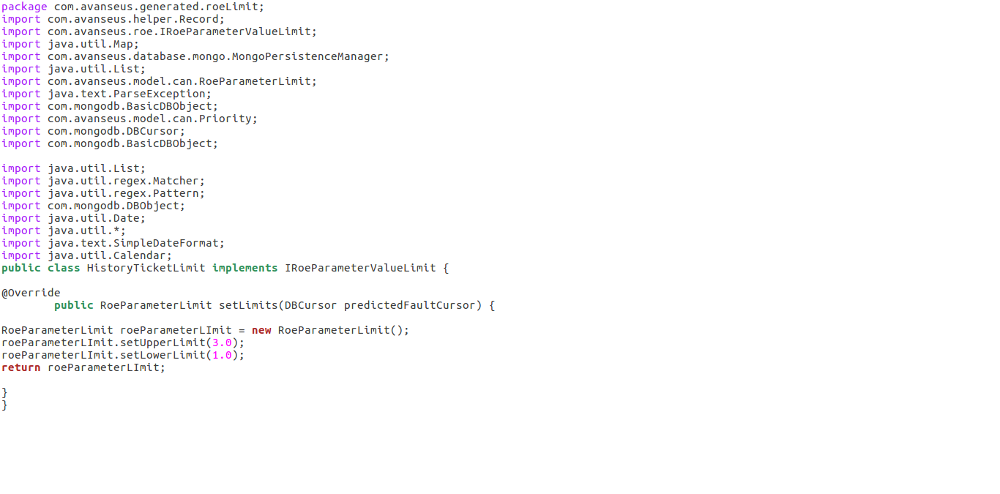 package com.avanseus.generated.roeLimit;
import com.avanseus.helper.Record;
import com.avanseus.roe.IRoeParameterValueLimit;
import java.util.Map;
import com.avanseus.database.mongo.MongoPersistenceManager;
import java.util.List;
import com.avanseus.model.can.RoeParameterLimit;
import java.text.ParseException;
import com.mongodb.BasicDBObject;
import com.avanseus.model.can.Priority;
import com.mongodb.DBCursor;
import com.mongodb.BasicDBObject;

import java.util.List;
import java.util.regex.Matcher;
import java.util.regex.Pattern;
import com.mongodb.DBObject;
import java.util.Date;
import java.util.*;
import java.text.SimpleDateFormat;
import java.util.Calendar;
public class HistoryTicketLimit implements IRoeParameterValueLimit {

@Override
        public RoeParameterLimit setLimits(DBCursor predictedFaultCursor) {

RoeParameterLimit roeParameterLImit = new RoeParameterLimit();
roeParameterLImit.setUpperLimit(3.0);
roeParameterLImit.setLowerLimit(1.0);
return roeParameterLImit;

}
}